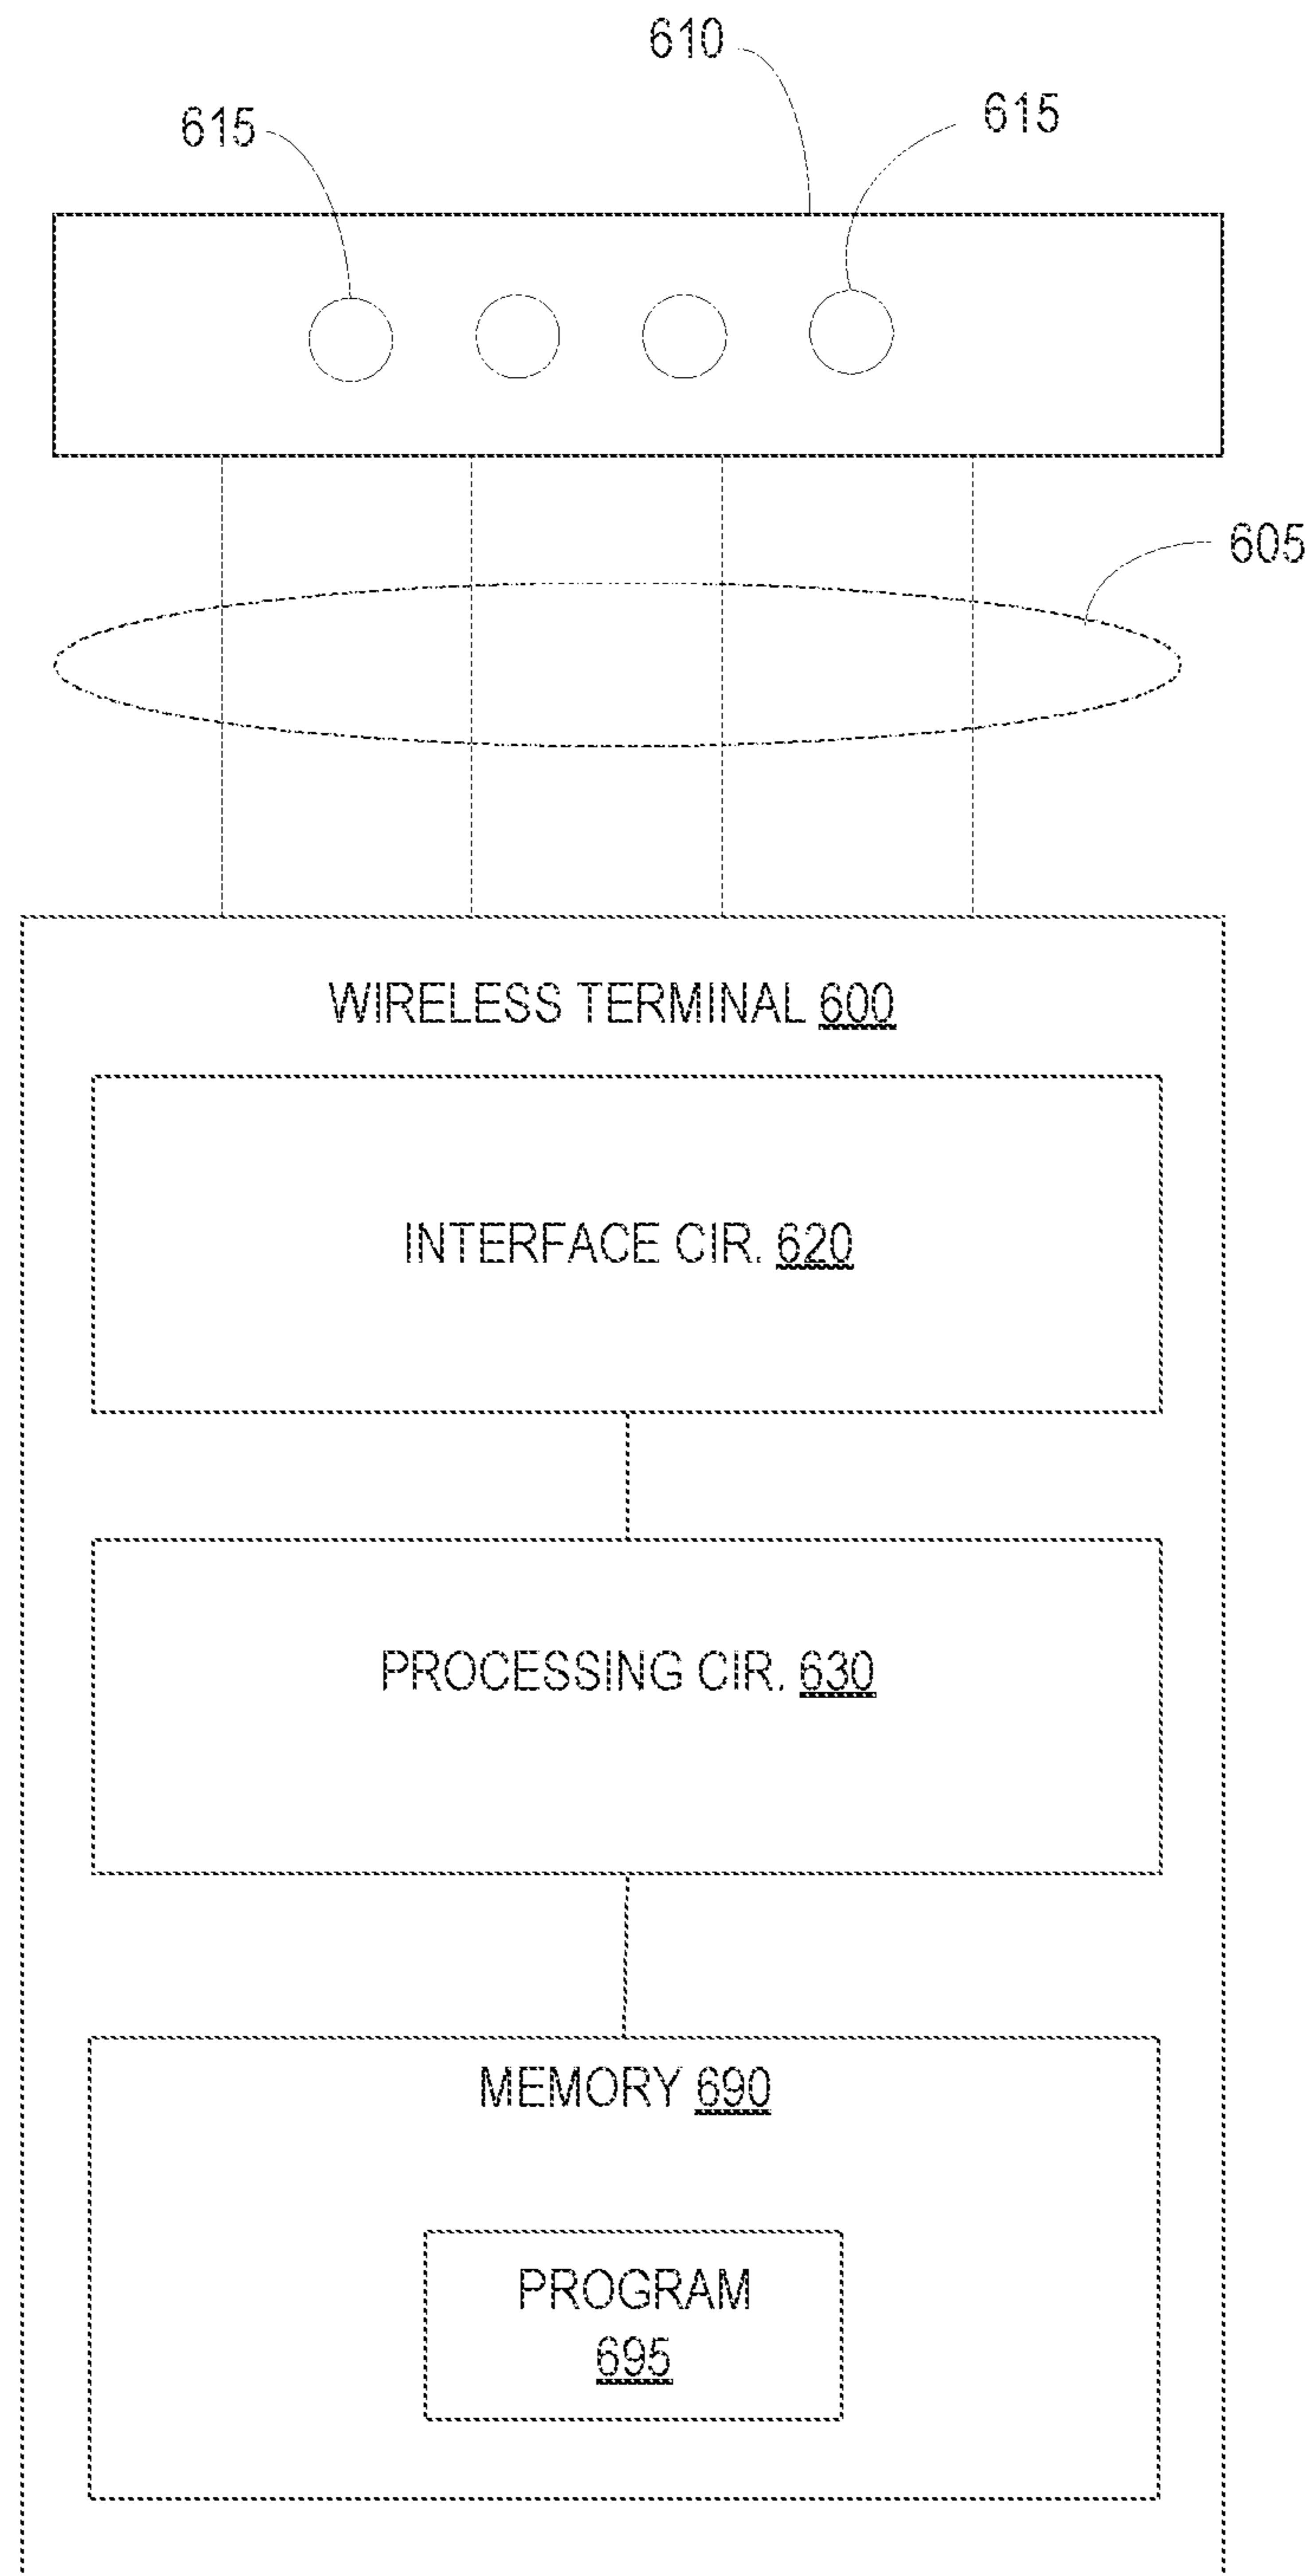 610
615
615
605
WIRELESS TERMINAL 600
INTERFACE CIR. 620
PROCESSING CIR. 630
MEMORY 690
PROGRAM
695